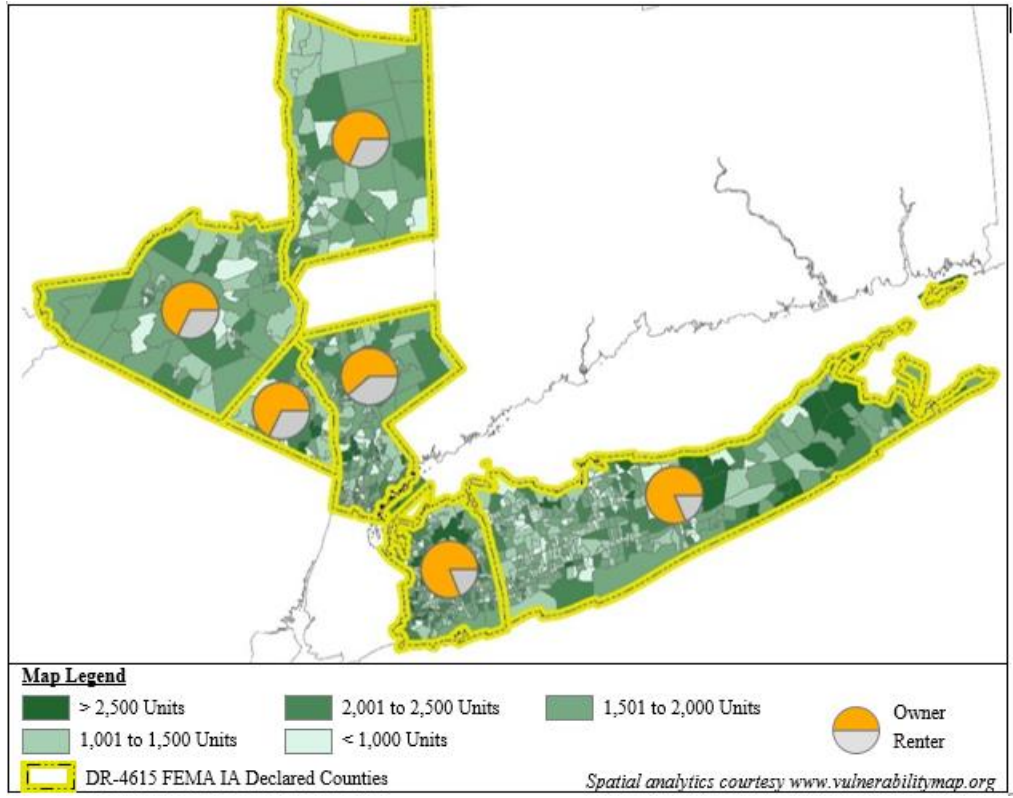 Map Legend
> 2,500 Units
2,001 to 2,500 Units
1,501 to 2,000 Units
Owner
1,001 to 1,500 Units
< 1,000 Units
Renter
DR-4615 FEMA IA Declared Counties
Spatial analytics courtesy www.vulnerabilitymap.org